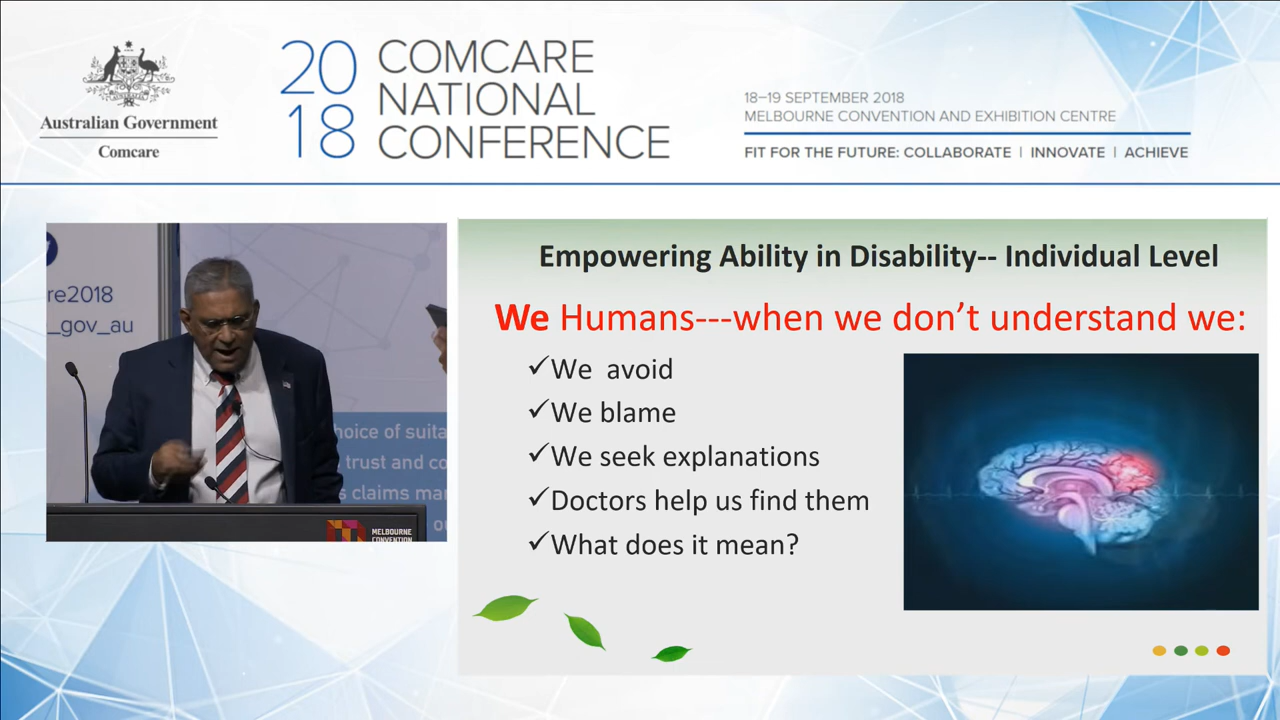 Australian Government
Comcare
20
18
COMCARE
NATIONAL
CONFERENCE
18–19 SEPTEMBER 2018
MELBOURNE CONVENTION AND EXHIBITION CENTRE
FIT FOR THE FUTURE: COLLABORATE | INNOVATE | ACHIEVE
re2018
_gov_au
hoice of suita
trust and co
s claims mar
ou
MELBOURNE
CONVENTION
Empowering Ability in Disability-- Individual Level
We Humans---when we don’t understand we:
✓We avoid
✓We blame
✓We seek explanations
✓Doctors help us find them
✓What does it mean?